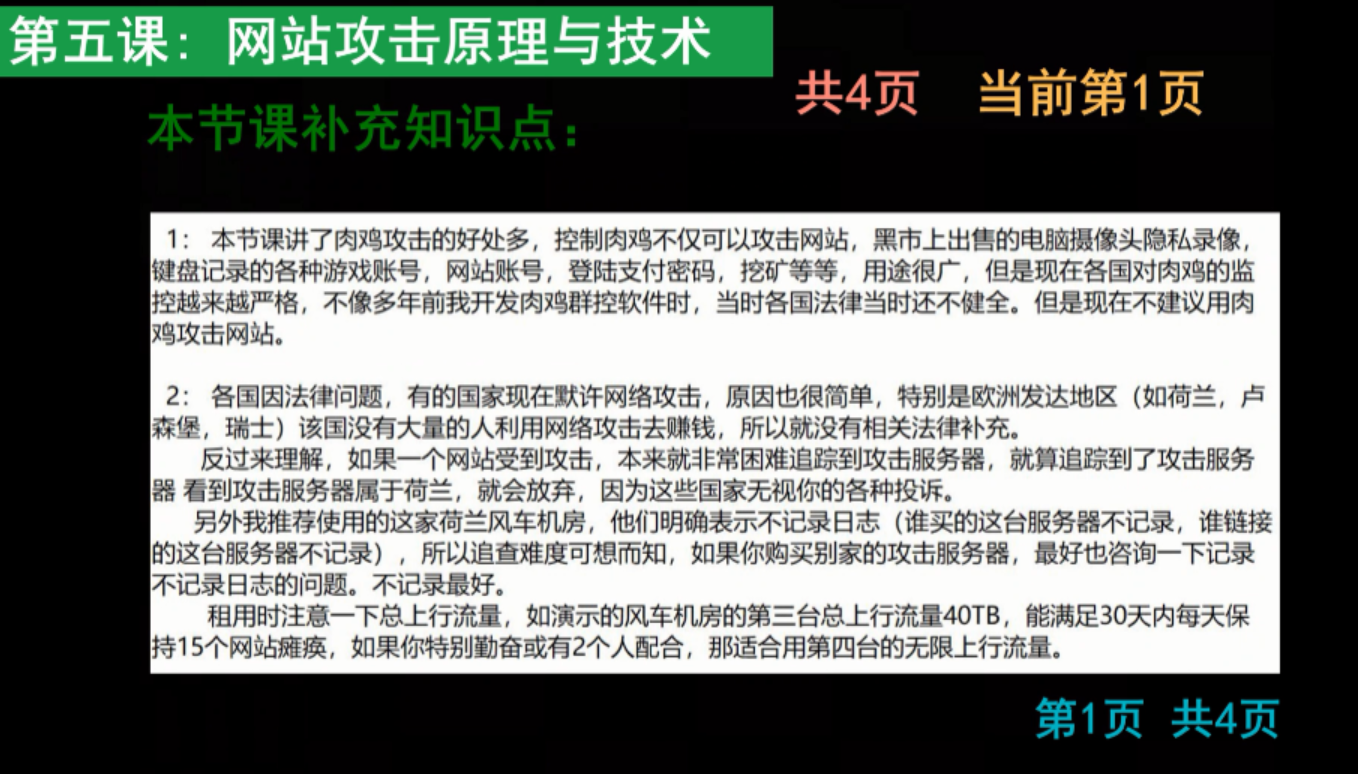 第五课：网站攻击原理与技术
共4页 当前第1页
本节课补充知识点：
1： 本节课讲了肉鸡攻击的好处多，控制肉鸡不仅可以攻击网站，黑市上出售的电脑摄像头隐私录像，
键盘记录的各种游戏账号，网站账号，登陆支付密码，挖矿等等，用途很广，但是现在各国对肉鸡的监
控越来越严格，不像多年前我开发肉鸡群控软件时，当时各国法律当时还不健全。但是现在不建议用肉
鸡攻击网站。
2： 各国因法律问题，有的国家现在默许网络攻击，原因也很简单，特别是欧洲发达地区（如荷兰，卢
森堡，瑞士）该国没有大量的人利用网络攻击去赚钱，所以就没有相关法律补充。
反过来理解，如果一个网站受到攻击，本来就非常困难追踪到攻击服务器，就算追踪到了攻击服务
器 看到攻击服务器属于荷兰，就会放弃，因为这些国家无视你的各种投诉。
另外我推荐使用的这家荷兰风车机房，他们明确表示不记录日志（谁买的这台服务器不记录，谁链接
的这台服务器不记录），所以追查难度可想而知，如果你购买别家的攻击服务器，最好也咨询一下记录
不记录日志的问题。不记录最好。
租用时注意一下总上行流量，如演示的风车机房的第三台总上行流量40TB，能满足30天内每天保
持15个网站瘫痪，如果你特别勤奋或有2个人配合，那适合用第四台的无限上行流量。
第1页 共4页